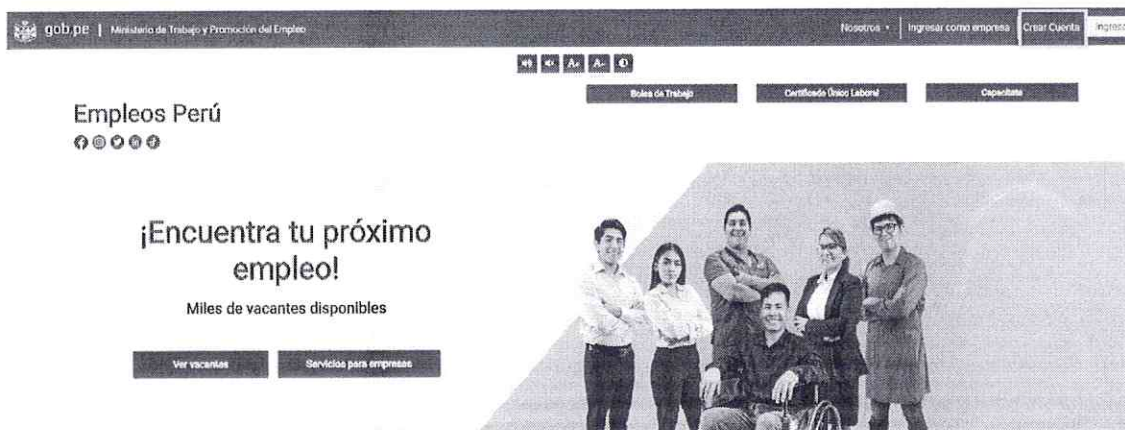 gob.pe | Ministerio de Trabajo y Promoción del Empleo
Nosotros
Ingresar como empresa
Crear Cuenta
A+ A-
Bolsa de Trabajo
Certificado Único Laboral
Capacítate
Empleos Perú
¡Encuentra tu próximo
empleo!
Miles de vacantes disponibles
Ver vacantes
Servicios para empresas